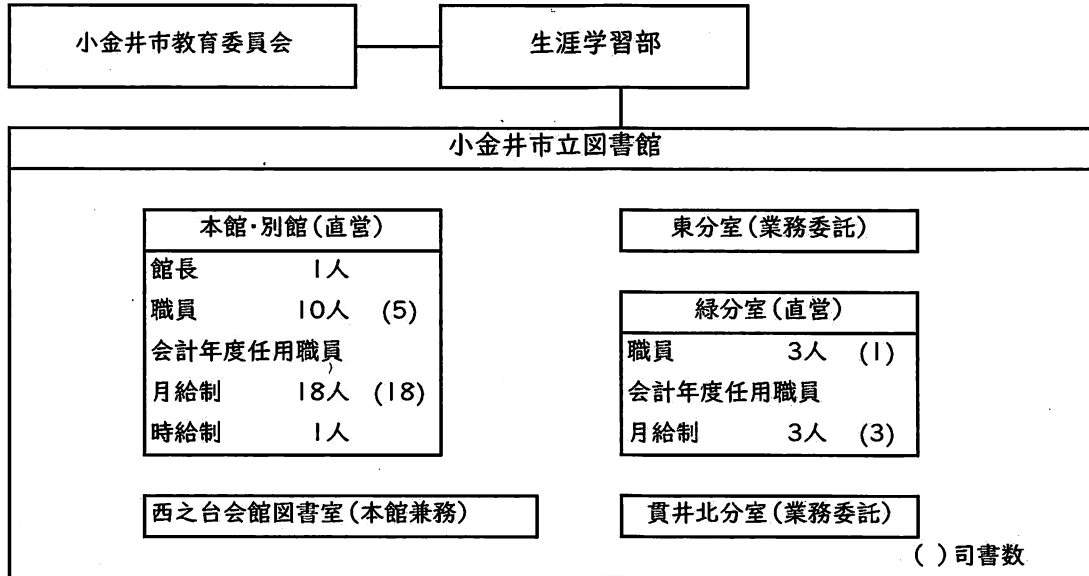 小金井市教育委員会
生涯学習部
小金井市立図書館
本館・別館(直営)
館長 1人
職員 10人 (5)
会計年度任用職員
月給制 18人 (18)
時給制 1人
東分室(業務委託)
緑分室(直営)
職員 3人 (1)
会計年度任用職員
月給制 3人 (3)
西之台会館図書室(本館兼務)
貫井北分室(業務委託)
( )司書数